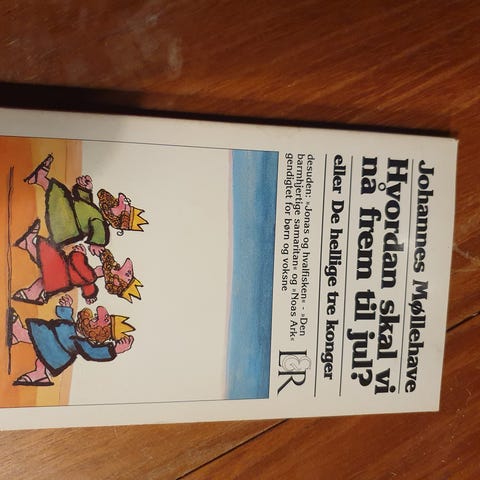 Johannes Møllehave
Hvordan skal vi
nå frem til jul?
eller De hellige tre konger
desuden: »Jonas og hvalfisken« - »Den
barmhjertige samaritan« og »Noas Ark«
gendigtet for børn og voksne
L&R